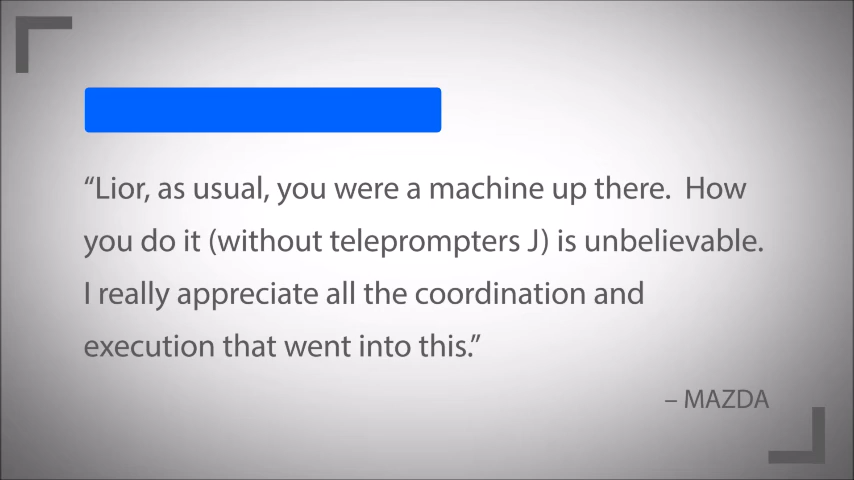 “Lior, as usual, you were a machine up there.  How
you do it (without teleprompters J) is unbelievable.
I really appreciate all the coordination and
execution that went into this.”
– MAZDA